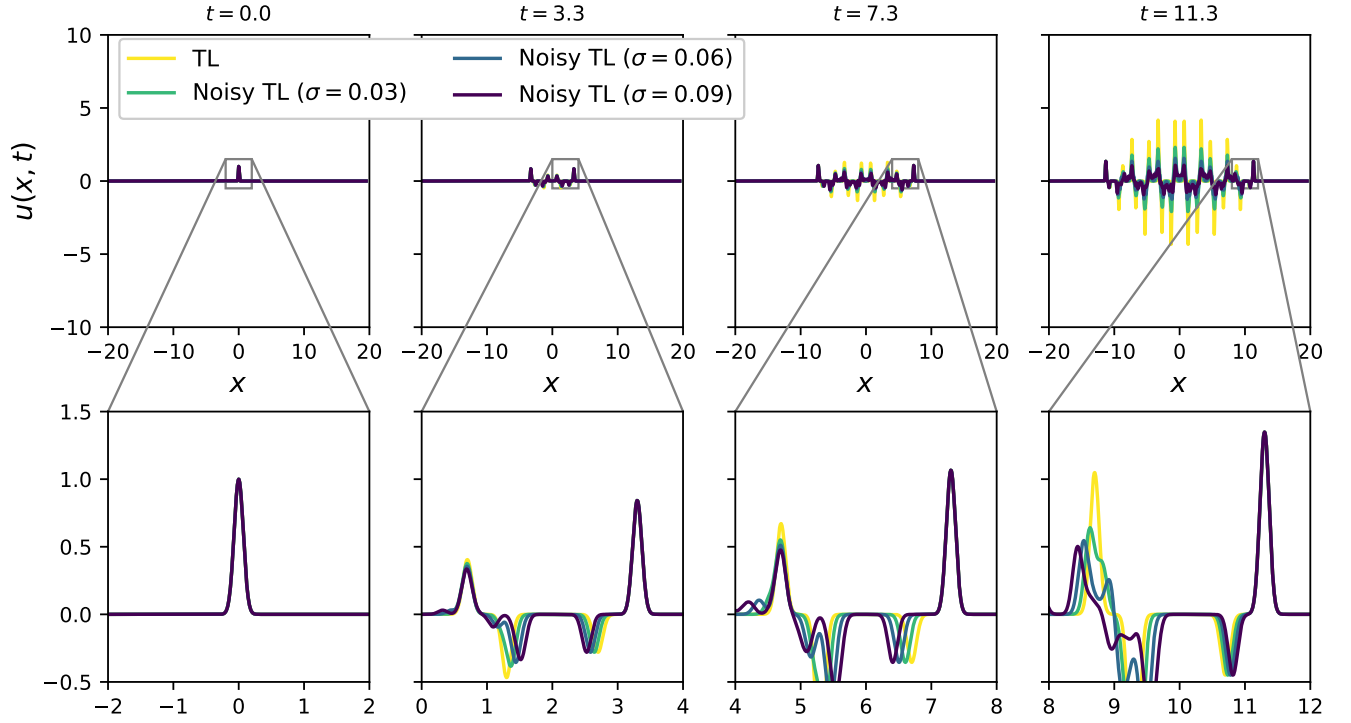 t = 0.0 t = 3.3 t = 7.3 t = 11.3
10
5
0
−5
−10
u(x, t)
TL
Noisy TL (σ = 0.03)
Noisy TL (σ = 0.06)
Noisy TL (σ = 0.09)
−20 −10 0 10 20 −20 −10 0 10 20 −20 −10 0 10 20 −20 −10 0 10 20
x x x x
1.5
1.0
0.5
0.0
−0.5
−2 −1 0 1 2 0 1 2 3 4 4 5 6 7 8 8 9 10 11 12